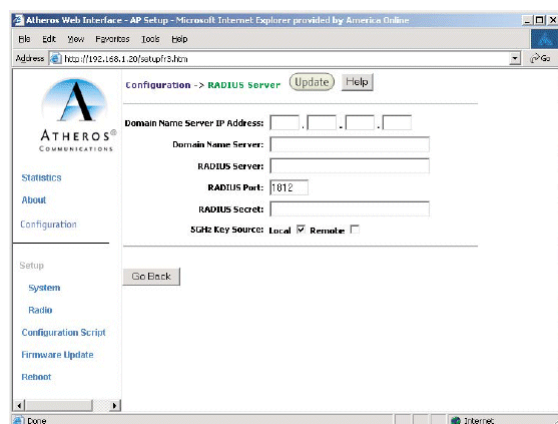 Atheros Web Interface - AP Setup - Microsoft Internet Explorer provided by America Online
File Edit View Favorites Tools Help
Address http://192.168.1.20/setupfr3.htm Go
ATHEROS®
COMMUNICATIONS
Statistics
About
Configuration
Setup
System
Radio
Configuration Script
Firmware Update
Reboot
Configuration -> RADIUS Server Update Help
Domain Name Server IP Address: . . .
Domain Name Server:
RADIUS Server:
RADIUS Port: 1812
RADIUS Secret:
5GHz Key Source: Local Remote
Go Back
Done Internet